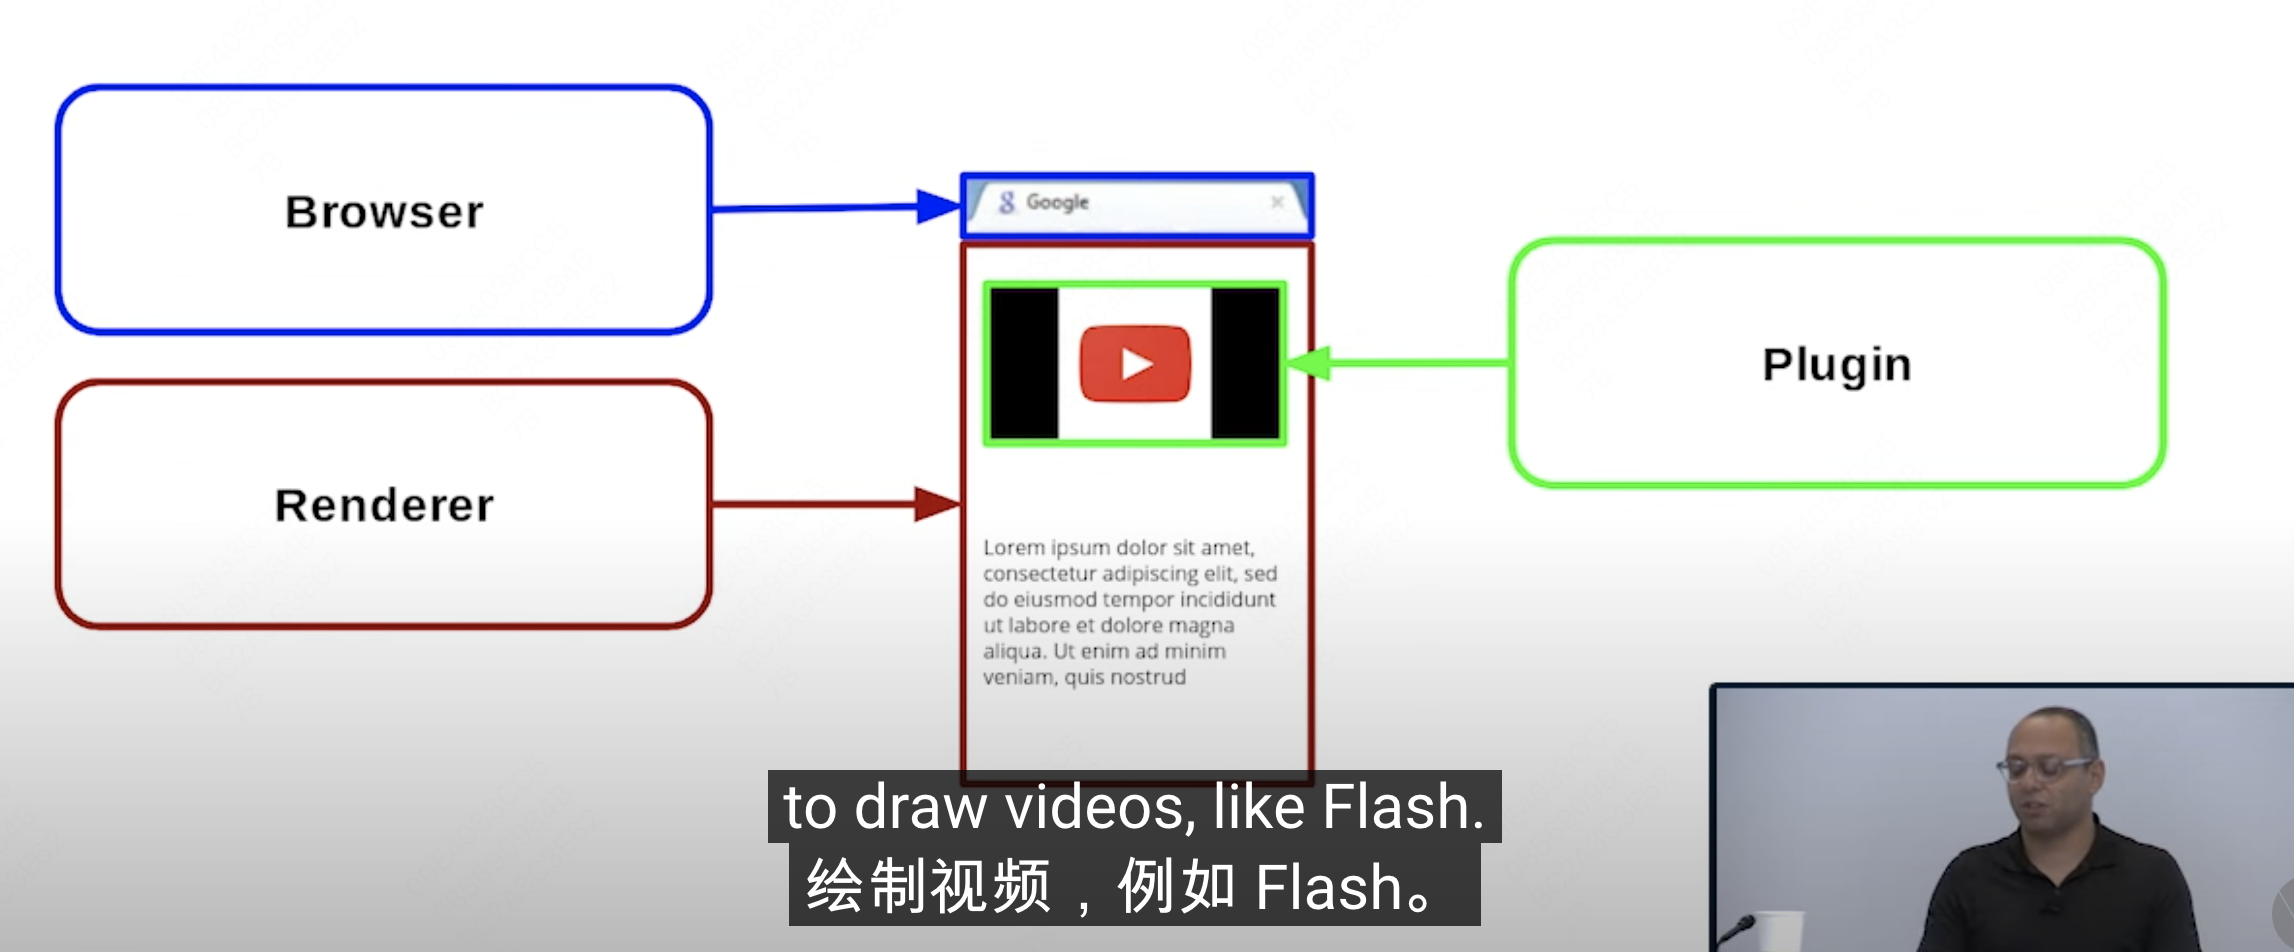 Browser
Renderer
g Google ×
Lorem ipsum dolor sit amet,
consectetur adipiscing elit, sed
do eiusmod tempor incididunt
ut labore et dolore magna
aliqua. Ut enim ad minim
veniam, quis nostrud
Plugin
to draw videos, like Flash.
绘制视频，例如 Flash。